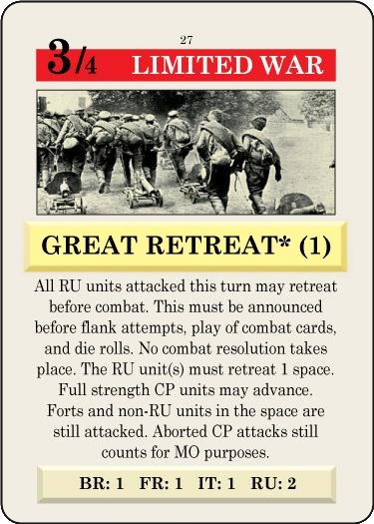 27
3/4 LIMITED WAR
GREAT RETREAT* (1)
All RU units attacked this turn may retreat
before combat. This must be announced
before flank attempts, play of combat cards,
and die rolls. No combat resolution takes
place. The RU unit(s) must retreat 1 space.
Full strength CP units may advance.
Forts and non-RU units in the space are
still attacked. Aborted CP attacks still
counts for MO purposes.
BR: 1 FR: 1 IT: 1 RU: 2